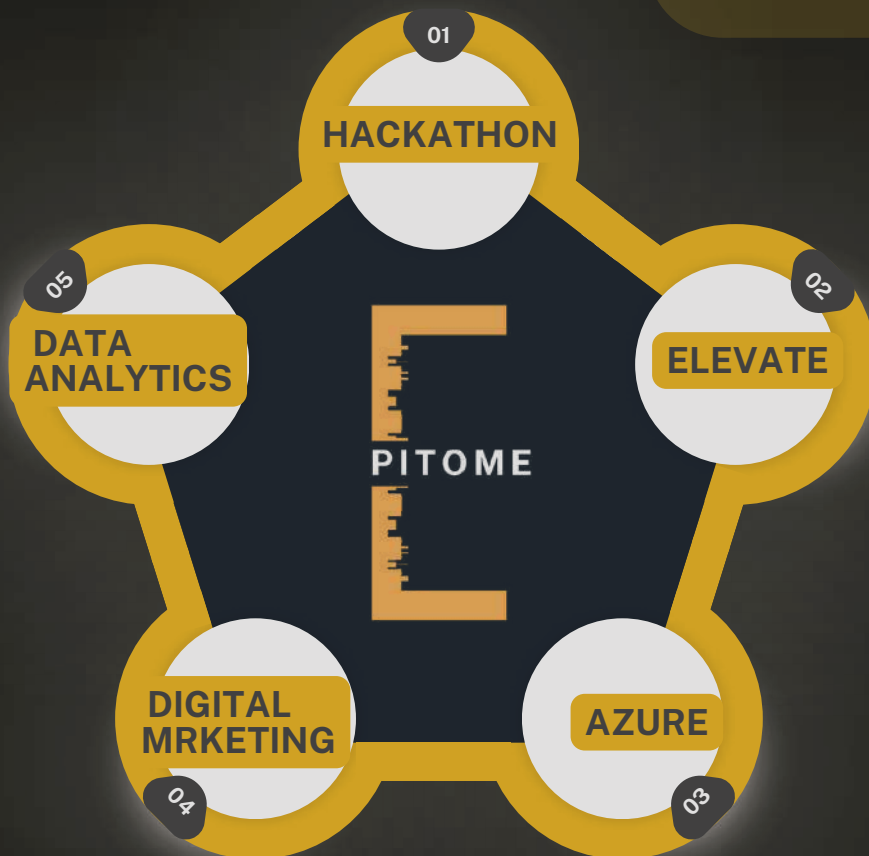 01
HACKATHON
02
ELEVATE
03
AZURE
04
DIGITAL
MRKETING
05
DATA
ANALYTICS
E
PITOME